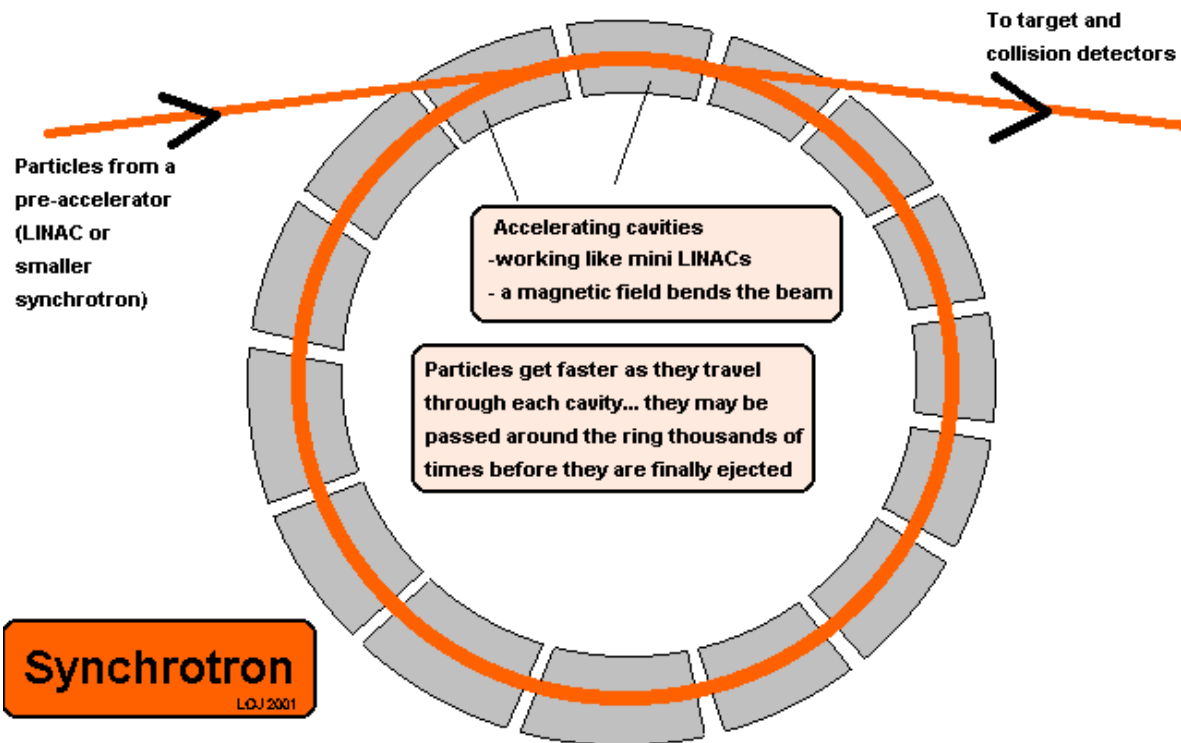 To target and
collision detectors
Particles from a
pre-accelerator
(LINAC or
smaller
synchrotron)
Accelerating cavities
-working like mini LINACs
- a magnetic field bends the beam
Particles get faster as they travel
through each cavity... they may be
passed around the ring thousands of
times before they are finally ejected
Synchrotron
LOJ 2001